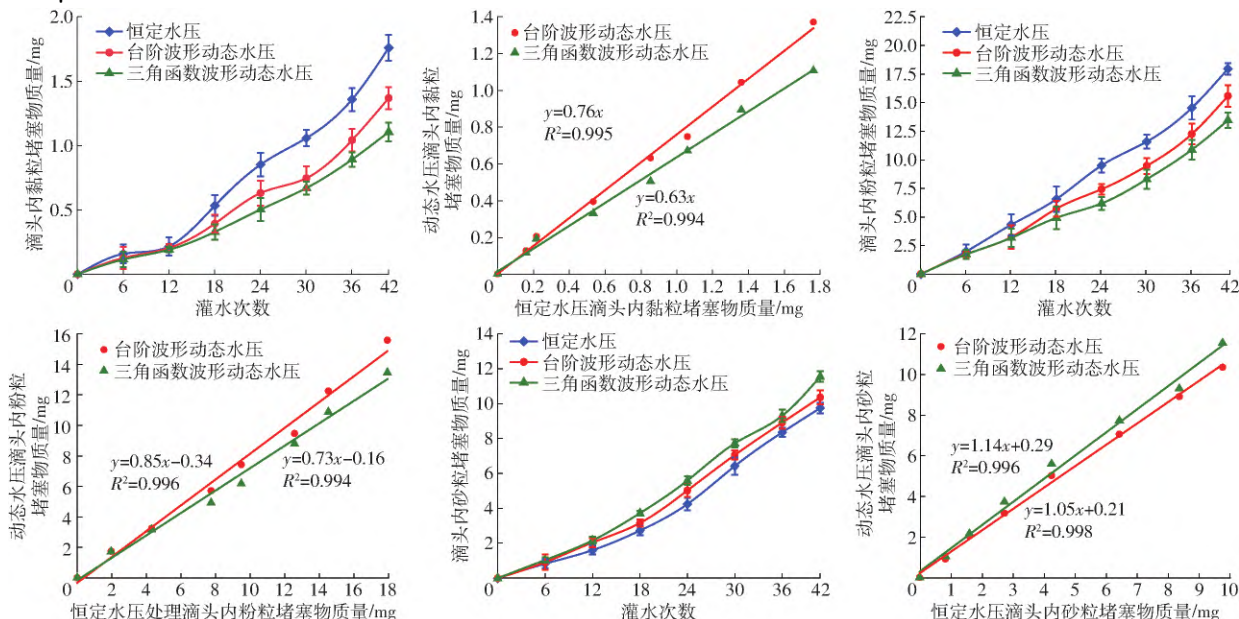 2.0
1.5
1.0
0.5
0
6
12
18
24
30
36
42
恒定水压
台阶波形动态水压
三角函数波形动态水压
滴头内黏粒堵塞物质量/mg
灌水次数
1.4
1.2
1.0
0.8
0.6
0.4
0.2
0
0.2
0.4
0.6
0.8
1.0
1.2
1.4
1.6
1.8
台阶波形动态水压
三角函数波形动态水压
y=0.76x
R²=0.995
y=0.63x
R²=0.994
动态水压滴头内黏粒
堵塞物质量/mg
恒定水压滴头内黏粒堵塞物质量/mg
22.5
20.0
17.5
15.0
12.5
10.0
7.5
5.0
2.5
0
6
12
18
24
30
36
42
恒定水压
台阶波形动态水压
三角函数波形动态水压
滴头内粉粒堵塞物质量/mg
灌水次数
16
14
12
10
8
6
4
2
0
2
4
6
8
10
12
14
16
18
台阶波形动态水压
三角函数波形动态水压
y=0.85x−0.34
R²=0.996
y=0.73x−0.16
R²=0.994
动态水压滴头内粉粒
堵塞物质量/mg
恒定水压处理滴头内粉粒堵塞物质量/mg
14
12
10
8
6
4
2
0
6
12
18
24
30
36
42
恒定水压
台阶波形动态水压
三角函数波形动态水压
滴头内砂粒堵塞物质量/mg
灌水次数
12
10
8
6
4
2
0
1
2
3
4
5
6
7
8
9
10
台阶波形动态水压
三角函数波形动态水压
y=1.14x+0.29
R²=0.996
y=1.05x+0.21
R²=0.998
动态水压滴头内砂粒
堵塞物质量/mg
恒定水压滴头内砂粒堵塞物质量/mg